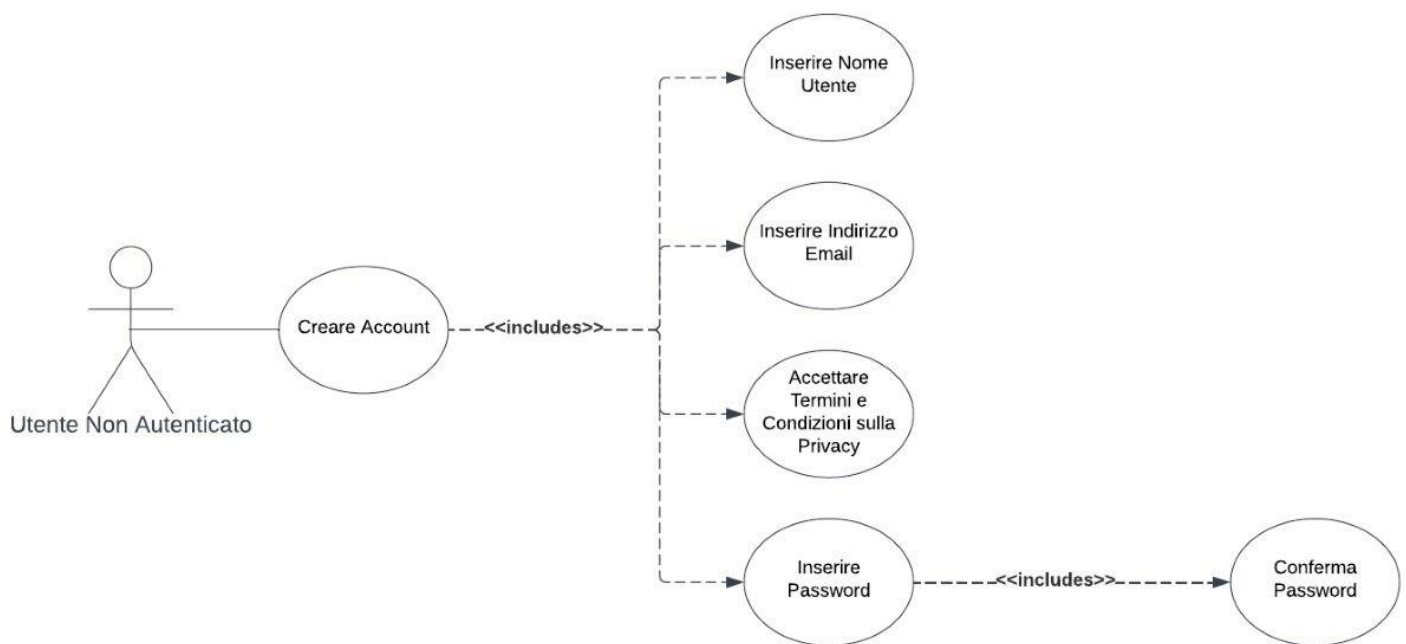 Inserire Nome
Utente
Inserire Indirizzo
Email
Utente Non Autenticato
Creare Account
<<includes>>
Accettare
Termini e
Condizioni sulla
Privacy
Inserire
Password
<<includes>>
Conferma
Password